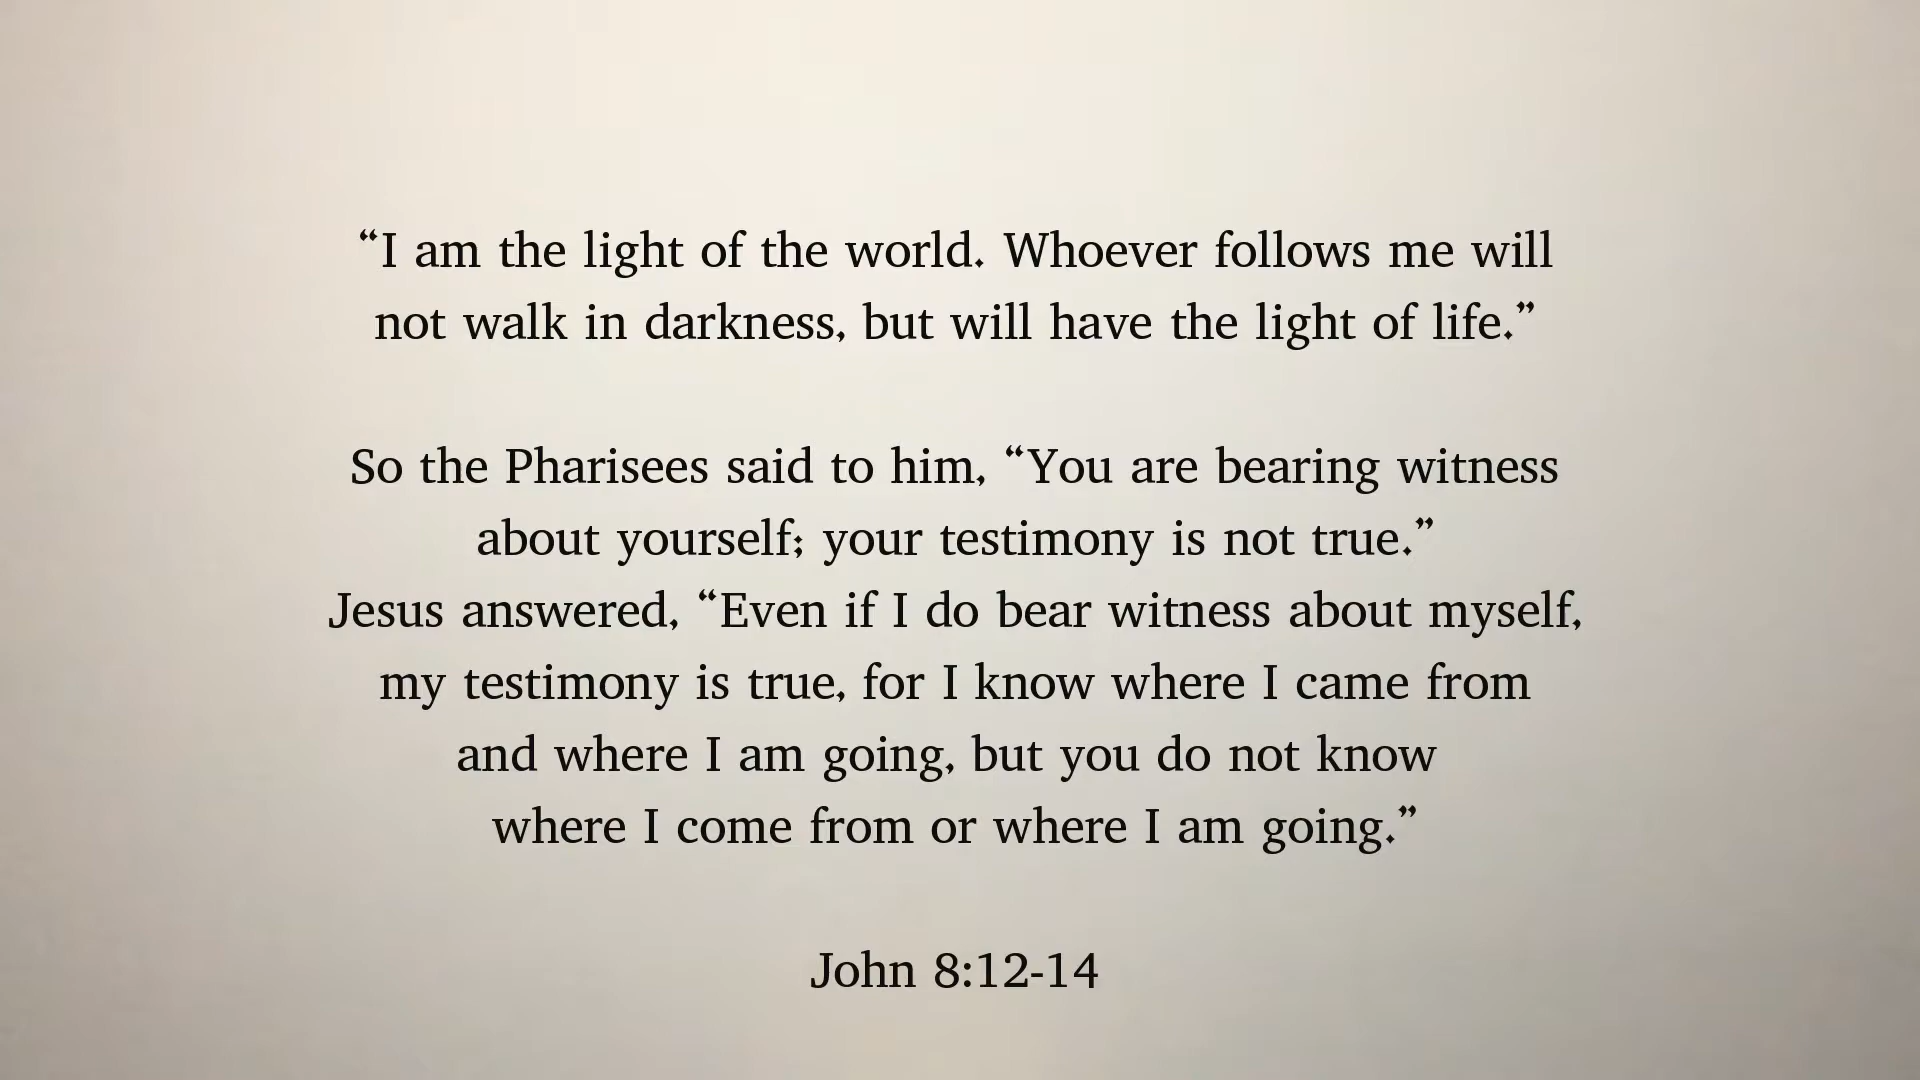 “I am the light of the world. Whoever follows me will
not walk in darkness, but will have the light of life.”
So the Pharisees said to him, “You are bearing witness
about yourself; your testimony is not true.”
Jesus answered, “Even if I do bear witness about myself,
my testimony is true, for I know where I came from
and where I am going, but you do not know
where I come from or where I am going.”
John 8:12-14